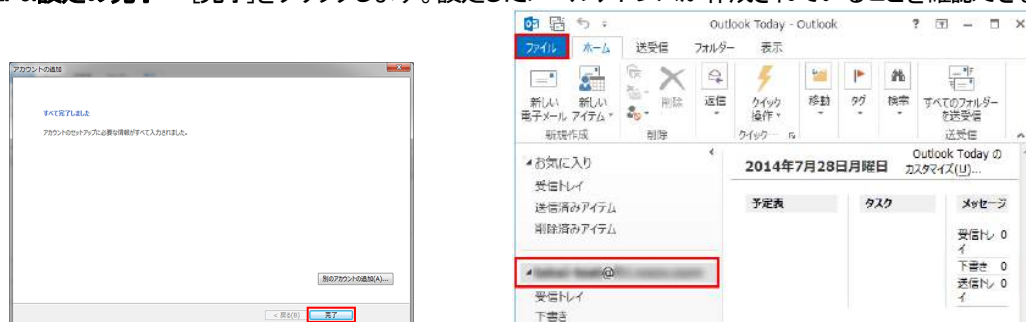 設定の完了
[完了]をクリックします。設定した
作成されていることを確認でき
アカウントの追加
すべて完了しました
アカウントのセットアップに必要な情報がすべて入力されました。
別のアカウントの追加(A)...
< 戻る(B)
完了
Outlook Today - Outlook
ファイル
ホーム
送受信
フォルダー
表示
新しい
電子メール
新しい
アイテム
削除
返信
クイック
操作
移動
タグ
検索
すべてのフォルダー
を送受信
新規作成
削除
クイック…
送受信
お気に入り
受信トレイ
送信済みアイテム
削除済みアイテム
@
受信トレイ
下書き
2014年7月28日月曜日
Outlook Today の
カスタマイズ(U)...
予定表
タスク
メッセージ
受信トレ 0
イ
下書き 0
送信トレ 0
イ